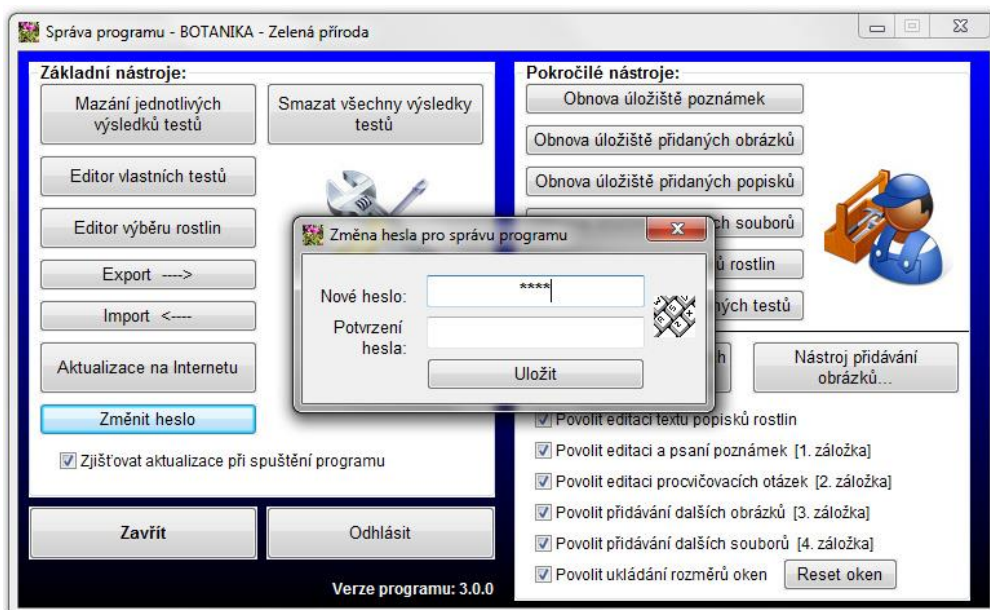 Správa programu - BOTANIKA - Zelená příroda
Základní nástroje:
Mazání jednotlivých
výsledků testů
Smazat všechny výsledky
testů
Editor vlastních testů
Editor výběru rostlin
Export ---->
Import <----
Aktualizace na Internetu
Změnit heslo
Zjišťovat aktualizace při spuštění programu
Zavřít
Odhlásit
Verze programu: 3.0.0
Pokročilé nástroje:
Obnova úložiště poznámek
Obnova úložiště přidaných obrázků
Obnova úložiště přidaných popisků
souborů
rostlin
testů
Nástroj přidávání
obrázků...
Povolit editaci textu popisků rostlin
Povolit editaci a psaní poznámek [1. záložka]
Povolit editaci procvičovacích otázek [2. záložka]
Povolit přidávání dalších obrázků [3. záložka]
Povolit přidávání dalších souborů [4. záložka]
Povolit ukládání rozměrů oken
Reset oken
Změna hesla pro správu programu
Nové heslo:
****
Potvrzení
hesla:
Uložit